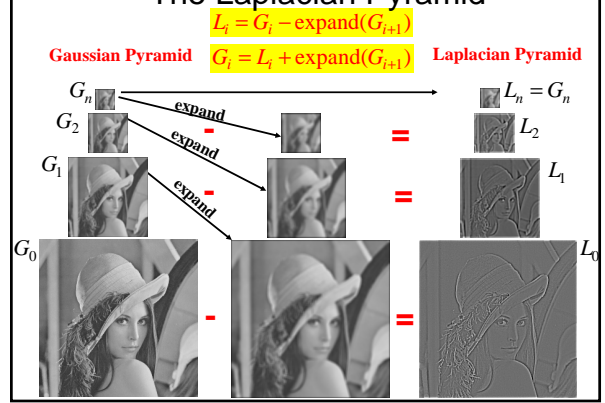 The Laplacian Pyramid
L_i = G_i − expand(G_{i+1})
Gaussian Pyramid
G_i = L_i + expand(G_{i+1})
Laplacian Pyramid
G_n
L_n = G_n
expand
G_2
-
=
L_2
G_1
expand
-
=
L_1
expand
G_0
-
=
L_0